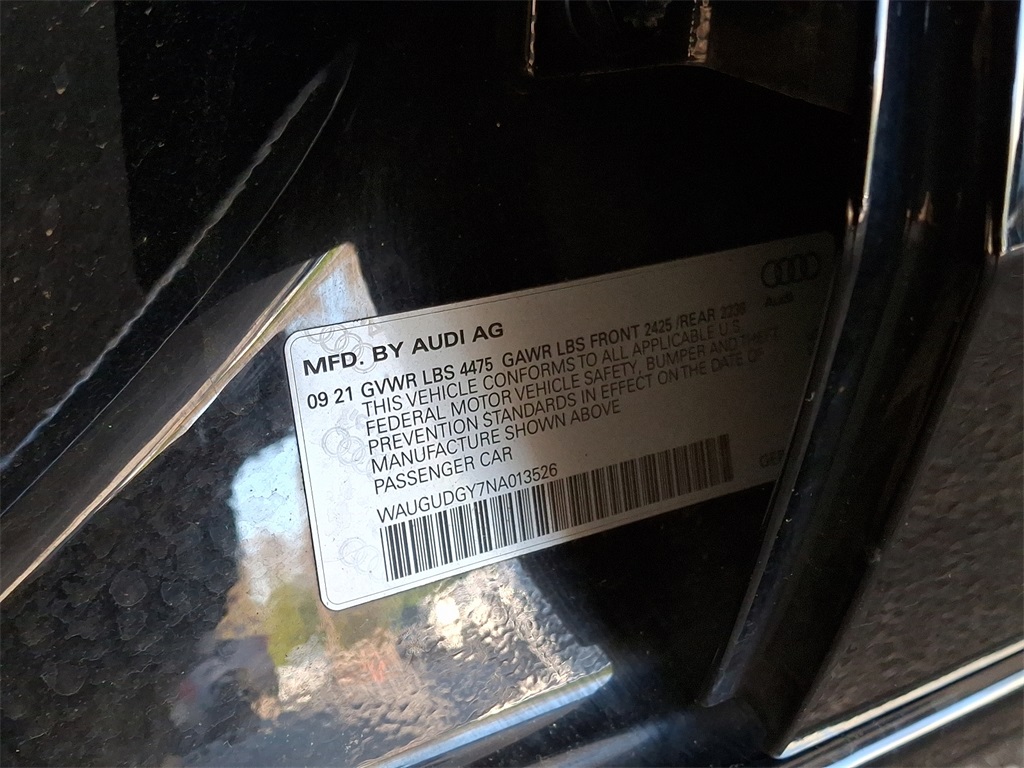 Audi
MFD. BY AUDI AG
09 21 GVWR LBS 4475 GAWR LBS FRONT 2425 /REAR
THIS VEHICLE CONFORMS TO ALL APPLICABLE U.S.
FEDERAL MOTOR VEHICLE SAFETY, BUMPER AND THEFT
PREVENTION STANDARDS IN EFFECT ON THE DATE OF
MANUFACTURE SHOWN ABOVE
PASSENGER CAR
WAUGUDGY7NA013526